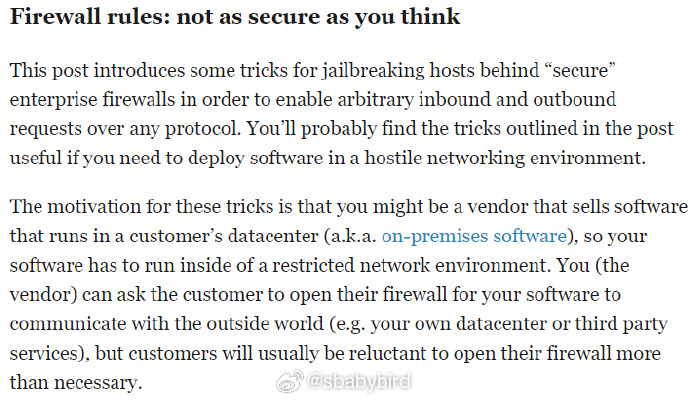 Firewall rules: not as secure as you think
This post introduces some tricks for jailbreaking hosts behind “secure”
enterprise firewalls in order to enable arbitrary inbound and outbound
requests over any protocol. You’ll probably find the tricks outlined in the post
useful if you need to deploy software in a hostile networking environment.
The motivation for these tricks is that you might be a vendor that sells software
that runs in a customer’s datacenter (a.k.a. on-premises software), so your
software has to run inside of a restricted network environment. You (the
vendor) can ask the customer to open their firewall for your software to
communicate with the outside world (e.g. your own datacenter or third party
services), but customers will usually be reluctant to open their firewall more
than necessary.
@sbabybird